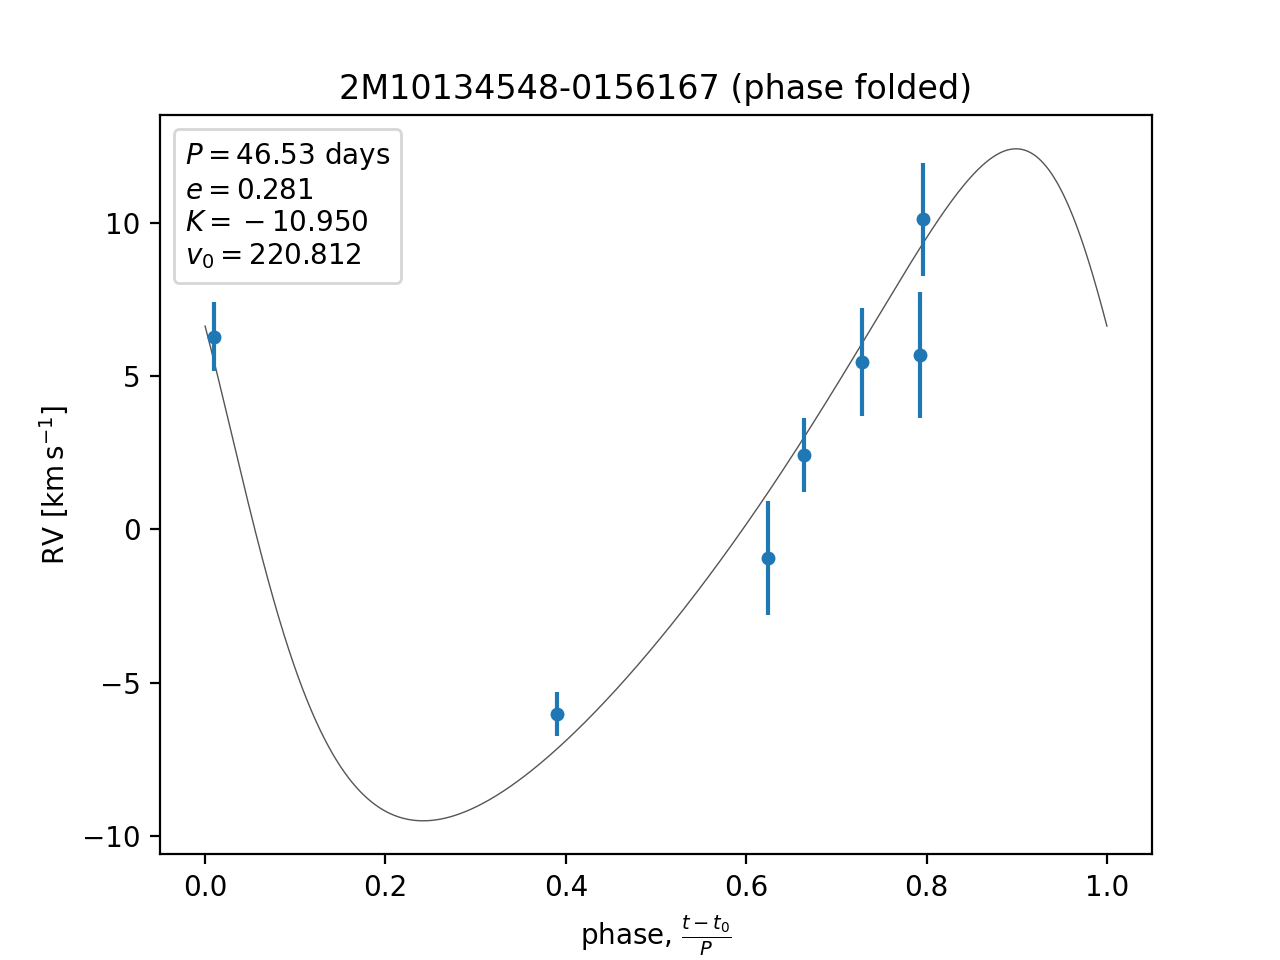 2M10134548-0156167 (phase folded)
P = 46.53 days
e = 0.281
K = −10.950
v₀ = 220.812
10
5
0
−5
−10
RV [km s⁻¹]
0.0 0.2 0.4 0.6 0.8 1.0
phase, (t − t₀)/P